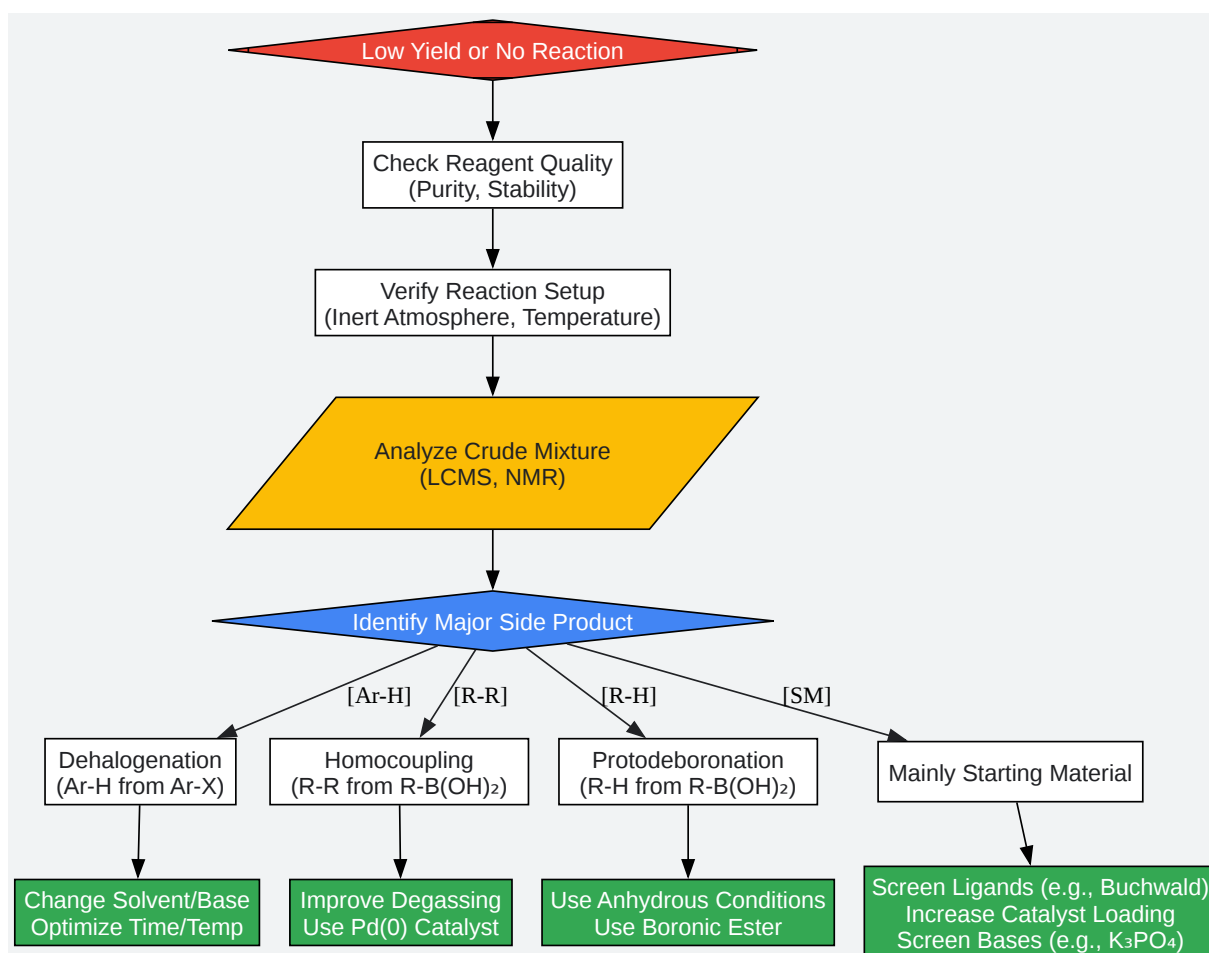 Low Yield or No Reaction
Check Reagent Quality
(Purity, Stability)
Verify Reaction Setup
(Inert Atmosphere, Temperature)
Analyze Crude Mixture
(LCMS, NMR)
Identify Major Side Product
[Ar-H]
[R-R]
[R-H]
[SM]
Dehalogenation
(Ar-H from Ar-X)
Homocoupling
(R-R from R-B(OH)₂)
Protodeboronation
(R-H from R-B(OH)₂)
Mainly Starting Material
Change Solvent/Base
Optimize Time/Temp
Improve Degassing
Use Pd(0) Catalyst
Use Anhydrous Conditions
Use Boronic Ester
Screen Ligands (e.g., Buchwald)
Increase Catalyst Loading
Screen Bases (e.g., K₃PO₄)